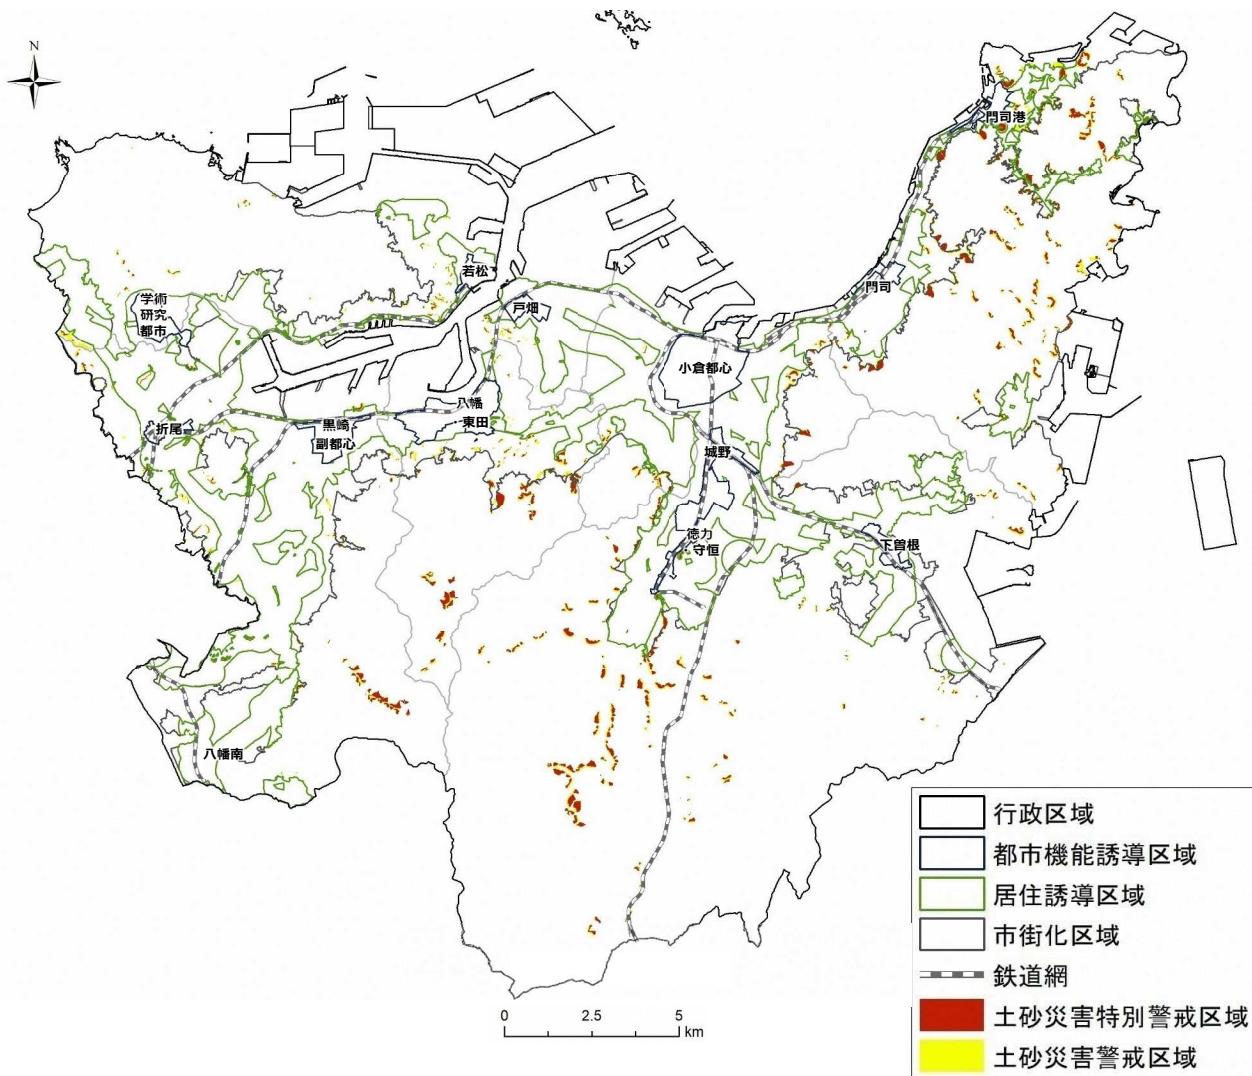 N
門司港
若松
学術
研究
都市
戸畑
門司
小倉都心
八幡
東田
折尾
黒崎
副都心
城野
徳力
・守恒
下曽根
八幡南
行政区域
都市機能誘導区域
居住誘導区域
市街化区域
鉄道網
土砂災害特別警戒区域
土砂災害警戒区域
0 2.5 5
km